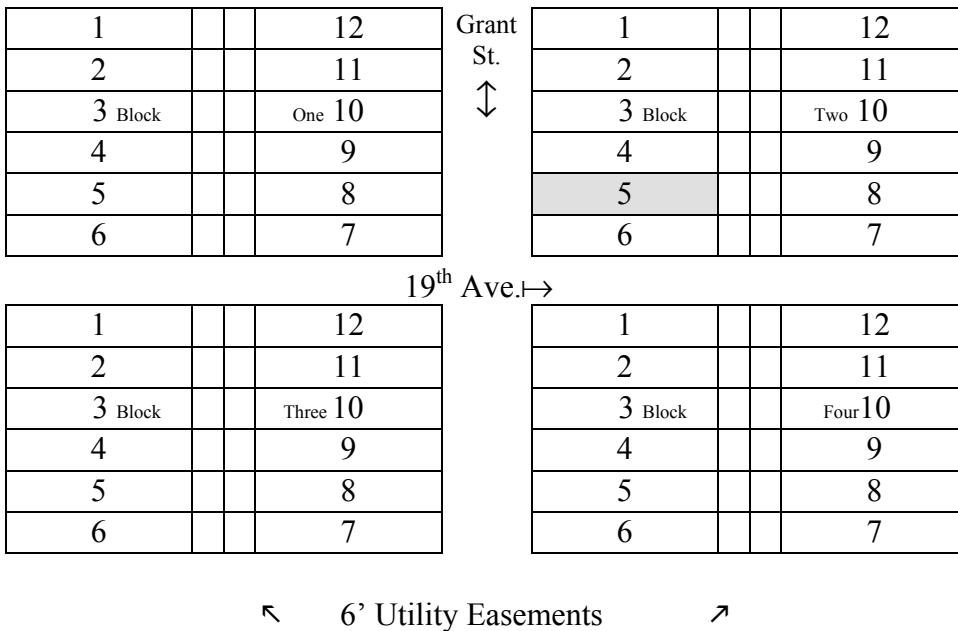 1 12 Grant 1 12
2 11 St. 2 11
3 Block One 10 ↕ 3 Block Two 10
4 9 4 9
5 8 5 8
6 7 6 7
19th Ave.↦
1 12 1 12
2 11 2 11
3 Block Three 10 3 Block Four10
4 9 4 9
5 8 5 8
6 7 6 7
↖ 6’ Utility Easements ↗